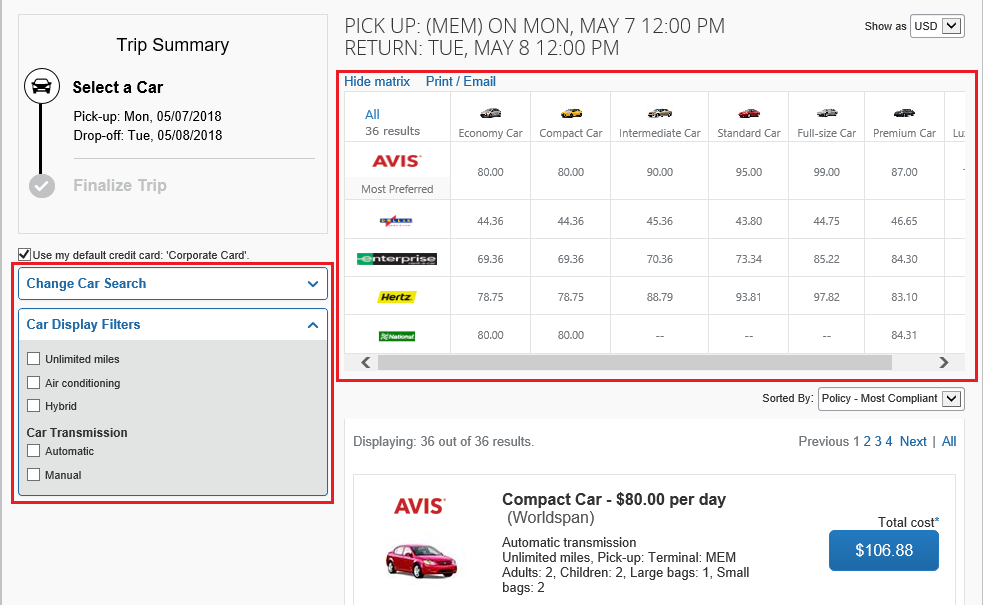 Trip Summary
Select a Car
Pick-up: Mon, 05/07/2018
Drop-off: Tue, 05/08/2018
Finalize Trip
Use my default credit card: 'Corporate Card'.
Change Car Search
Car Display Filters
Unlimited miles
Air conditioning
Hybrid
Car Transmission
Automatic
Manual
PICK UP: (MEM) ON MON, MAY 7 12:00 PM
RETURN: TUE, MAY 8 12:00 PM
Show as USD
Hide matrix Print / Email
All
36 results
Economy Car Compact Car Intermediate Car Standard Car Full-size Car Premium Car Lu
AVIS
Most Preferred
80.00 80.00 90.00 95.00 99.00 87.00
DOLLAR 44.36 44.36 45.36 43.80 44.75 46.65
enterprise 69.36 69.36 70.36 73.34 85.22 84.30
Hertz 78.75 78.75 88.79 93.81 97.82 83.10
National 80.00 80.00 -- -- -- 84.31
Sorted By: Policy - Most Compliant
Displaying: 36 out of 36 results.
Previous 1 2 3 4 Next | All
AVIS
Compact Car - $80.00 per day
(Worldspan)
Automatic transmission
Unlimited miles, Pick-up: Terminal: MEM
Adults: 2, Children: 2, Large bags: 1, Small
bags: 2
Total cost*
$106.88